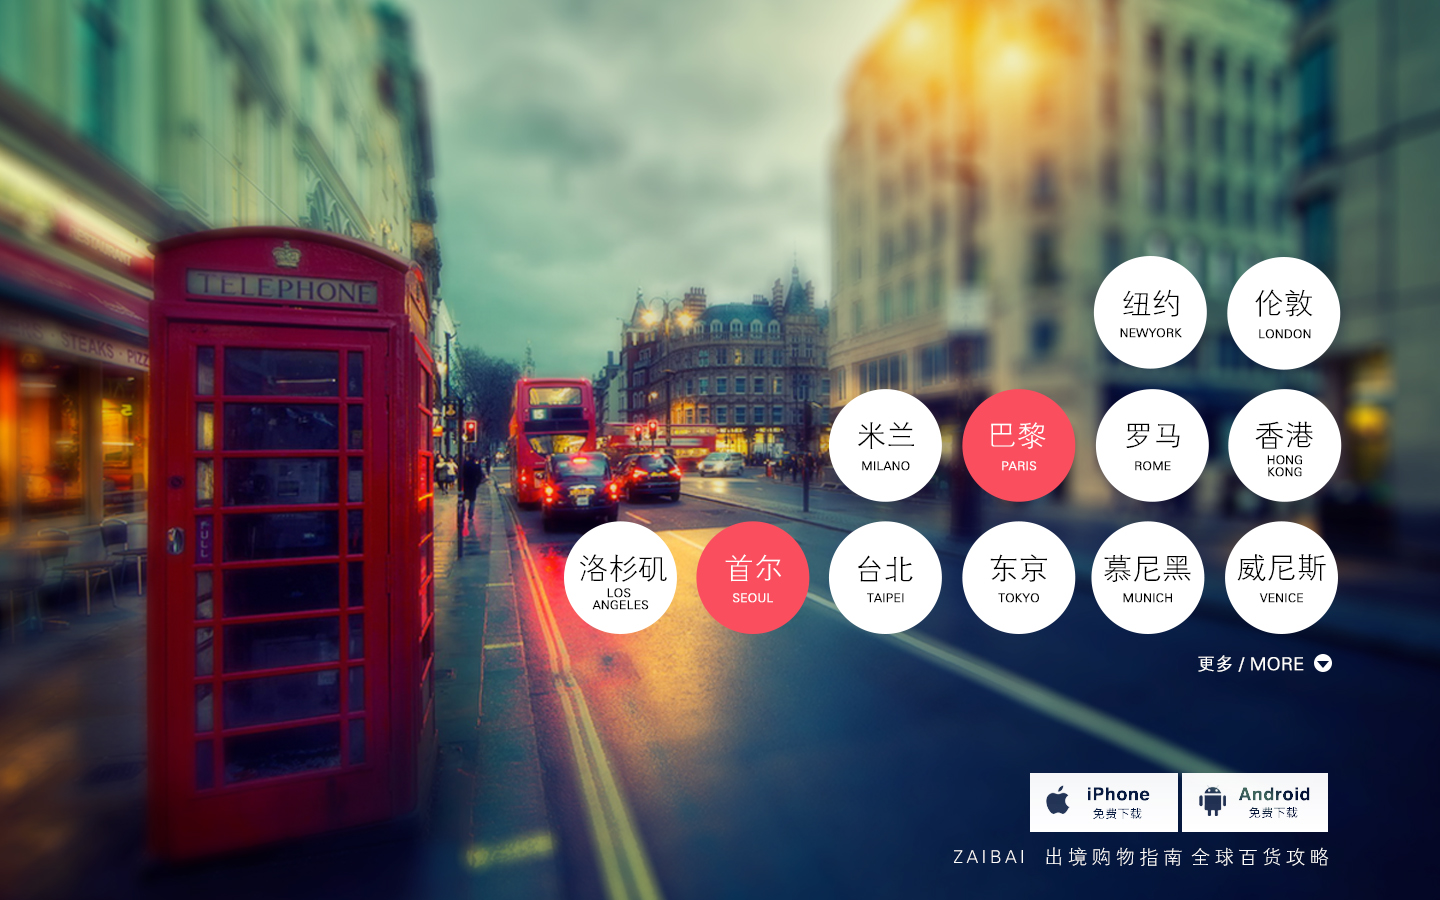 TELEPHONE
STEAKS · PIZZ
PULL
纽约
NEWYORK
伦敦
LONDON
米兰
MILANO
巴黎
PARIS
罗马
ROME
香港
HONG
KONG
洛杉矶
LOS
ANGELES
首尔
SEOUL
台北
TAIPEI
东京
TOKYO
慕尼黑
MUNICH
威尼斯
VENICE
更多 / MORE
iPhone
免费下载
Android
免费下载
ZAIBAI 出境购物指南 全球百货攻略